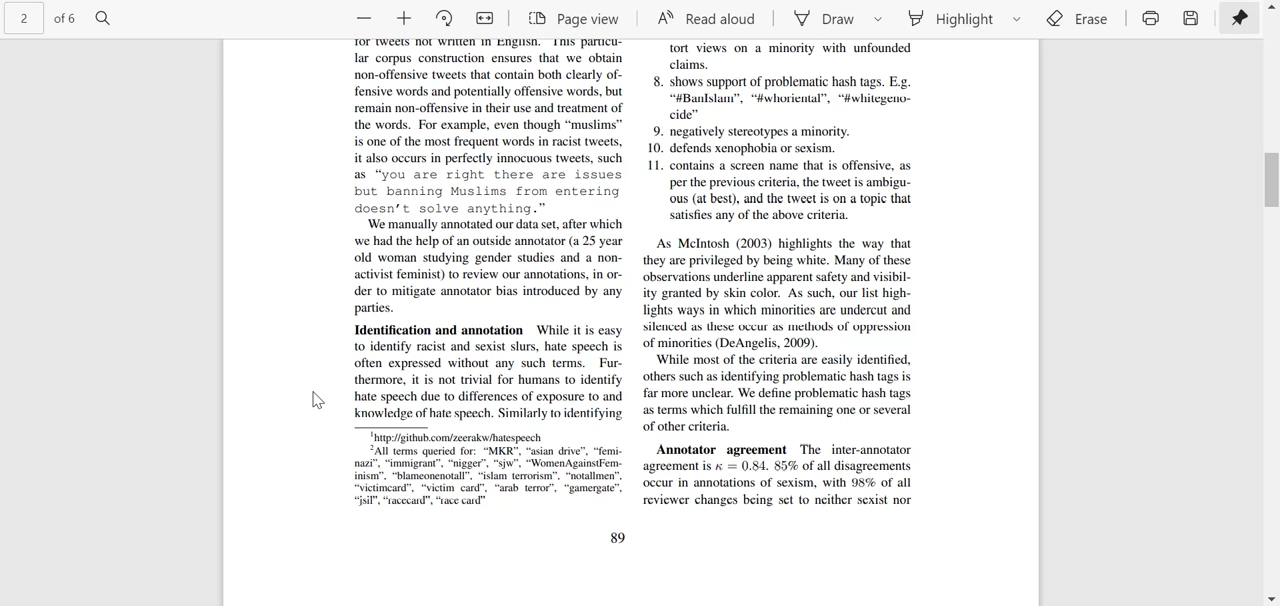 2 of 6 Page view Read aloud Draw Highlight Erase
for tweets not written in English. This particu-
lar corpus construction ensures that we obtain
non-offensive tweets that contain both clearly of-
fensive words and potentially offensive words, but
remain non-offensive in their use and treatment of
the words. For example, even though “muslims”
is one of the most frequent words in racist tweets,
it also occurs in perfectly innocuous tweets, such
as “you are right there are issues
but banning Muslims from entering
doesn’t solve anything.”
We manually annotated our data set, after which
we had the help of an outside annotator (a 25 year
old woman studying gender studies and a non-
activist feminist) to review our annotations, in or-
der to mitigate annotator bias introduced by any
parties.
Identification and annotation While it is easy
to identify racist and sexist slurs, hate speech is
often expressed without any such terms. Fur-
thermore, it is not trivial for humans to identify
hate speech due to differences of exposure to and
knowledge of hate speech. Similarly to identifying
1http://github.com/zeerakw/hatespeech
2All terms queried for: “MKR”, “asian drive”, “femi-
nazi”, “immigrant”, “nigger”, “sjw”, “WomenAgainstFem-
inism”, “blameonenotall”, “islam terrorism”, “notallmen”,
“victimcard”, “victim card”, “arab terror”, “gamergate”,
“jsil”, “racecard”, “race card”
tort views on a minority with unfounded
claims.
8. shows support of problematic hash tags. E.g.
“#BanIslam”, “#whoriental”, “#whitegeno-
cide”
9. negatively stereotypes a minority.
10. defends xenophobia or sexism.
11. contains a screen name that is offensive, as
per the previous criteria, the tweet is ambigu-
ous (at best), and the tweet is on a topic that
satisfies any of the above criteria.
As McIntosh (2003) highlights the way that
they are privileged by being white. Many of these
observations underline apparent safety and visibil-
ity granted by skin color. As such, our list high-
lights ways in which minorities are undercut and
silenced as these occur as methods of oppression
of minorities (DeAngelis, 2009).
While most of the criteria are easily identified,
others such as identifying problematic hash tags is
far more unclear. We define problematic hash tags
as terms which fulfill the remaining one or several
of other criteria.
Annotator agreement The inter-annotator
agreement is κ = 0.84. 85% of all disagreements
occur in annotations of sexism, with 98% of all
reviewer changes being set to neither sexist nor
89